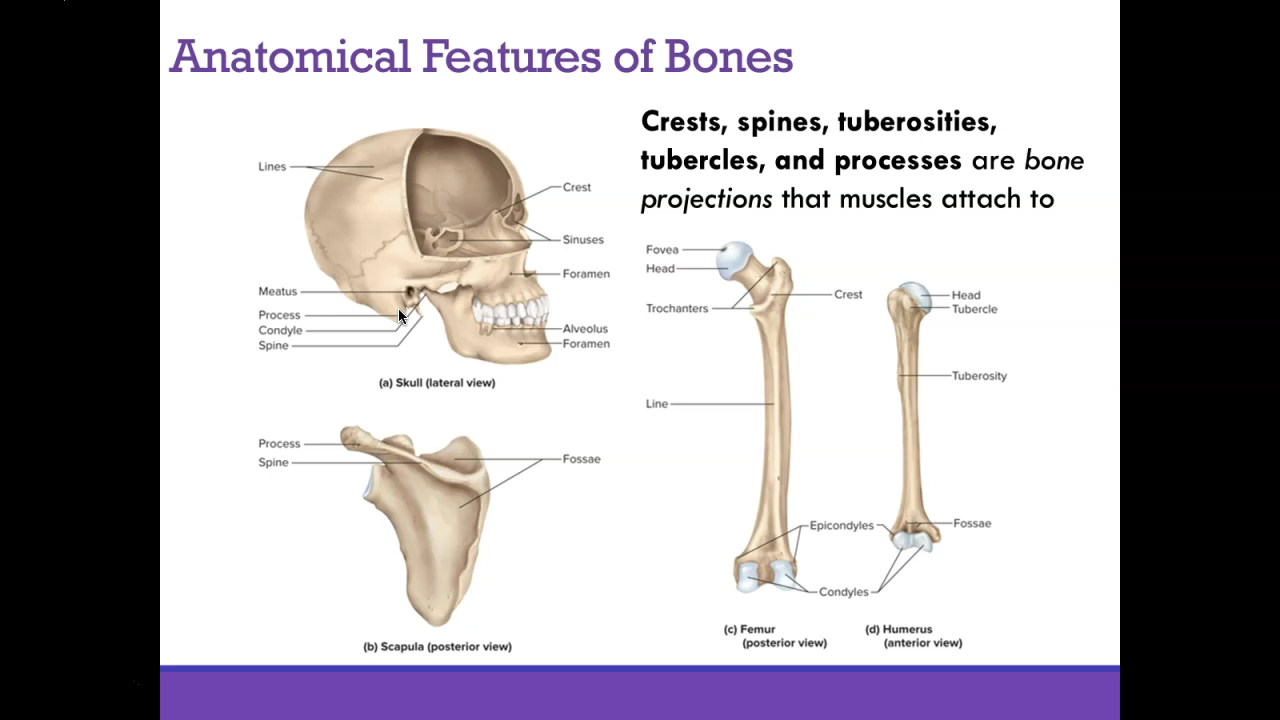 Anatomical Features of Bones
Crests, spines, tuberosities,
tubercles, and processes are bone
projections that muscles attach to
Lines
Crest
Sinuses
Foramen
Meatus
Process
Condyle
Spine
Alveolus
Foramen
(a) Skull (lateral view)
Process
Spine
Fossae
(b) Scapula (posterior view)
Fovea
Head
Trochanters
Crest
Line
Epicondyles
Condyles
(c) Femur
(posterior view)
Head
Tubercle
Tuberosity
Fossae
(d) Humerus
(anterior view)